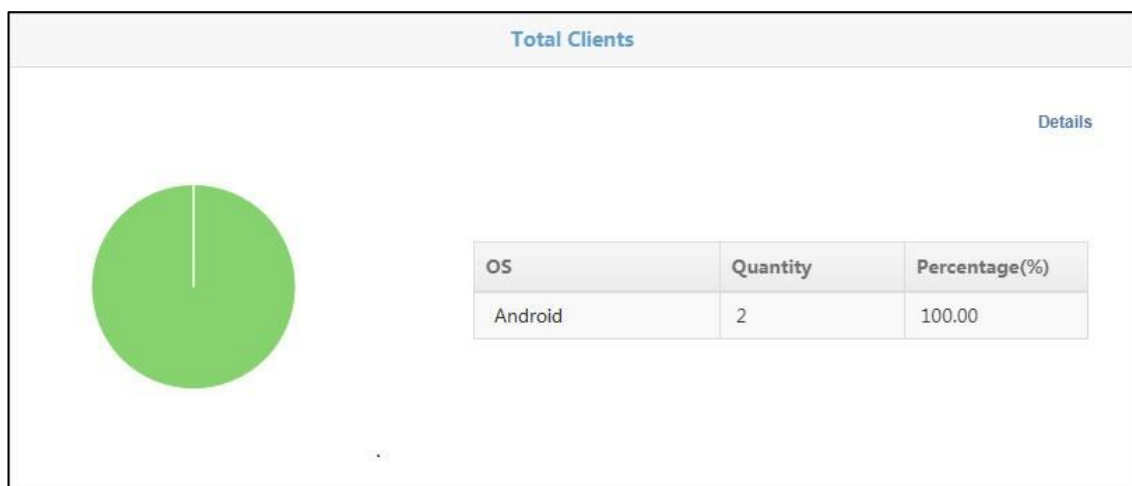 Total Clients
Details
OS Quantity Percentage(%)
Android 2 100.00